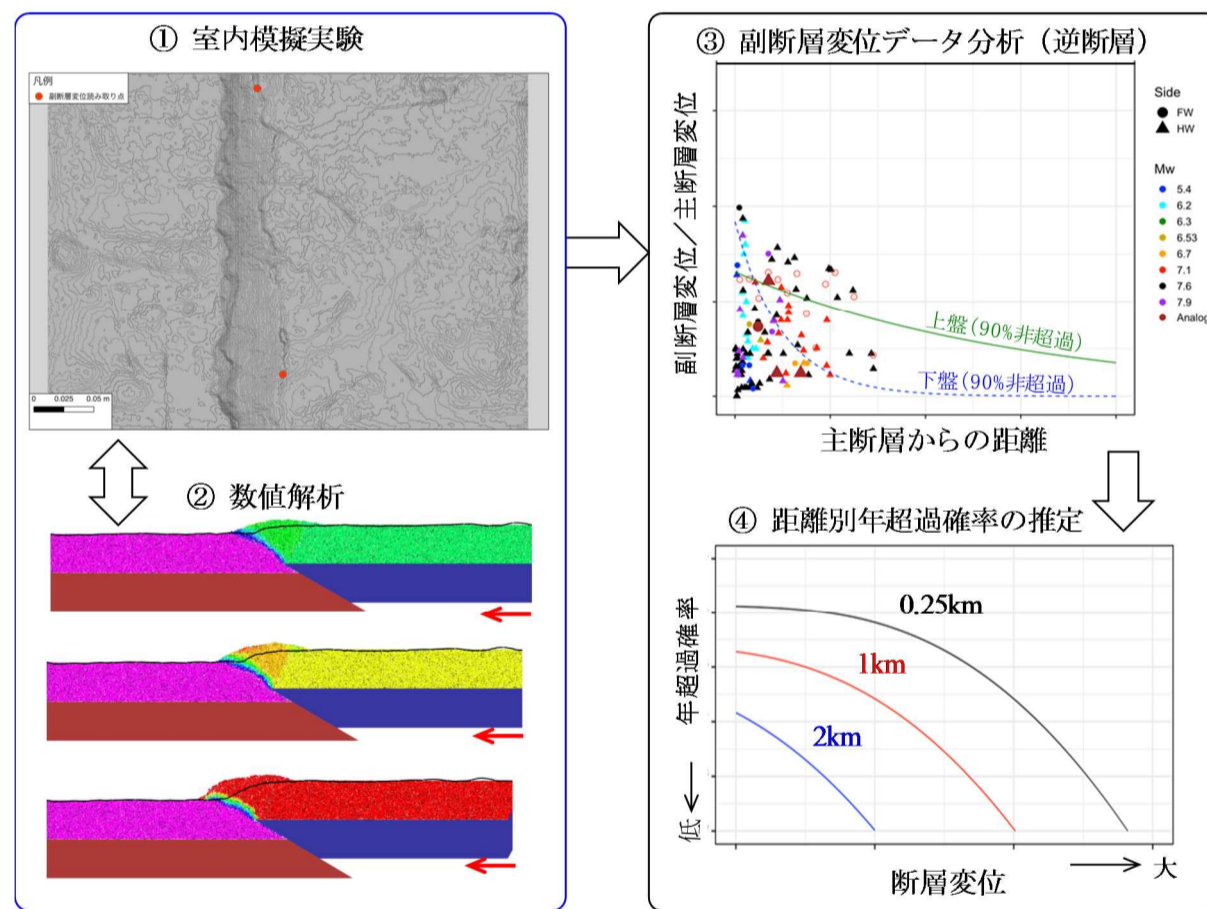 ① 室内模擬実験
凡例
副断層変位読み取り点
0 0.025 0.05 m
② 数値解析
③ 副断層変位データ分析（逆断層）
副断層変位／主断層変位
上盤(90%非超過)
下盤(90%非超過)
主断層からの距離
Side
FW
HW
Mw
5.4
6.2
6.3
6.53
6.7
7.1
7.6
7.9
Analog
④ 距離別年超過確率の推定
年超過確率
低
0.25km
1km
2km
大
断層変位